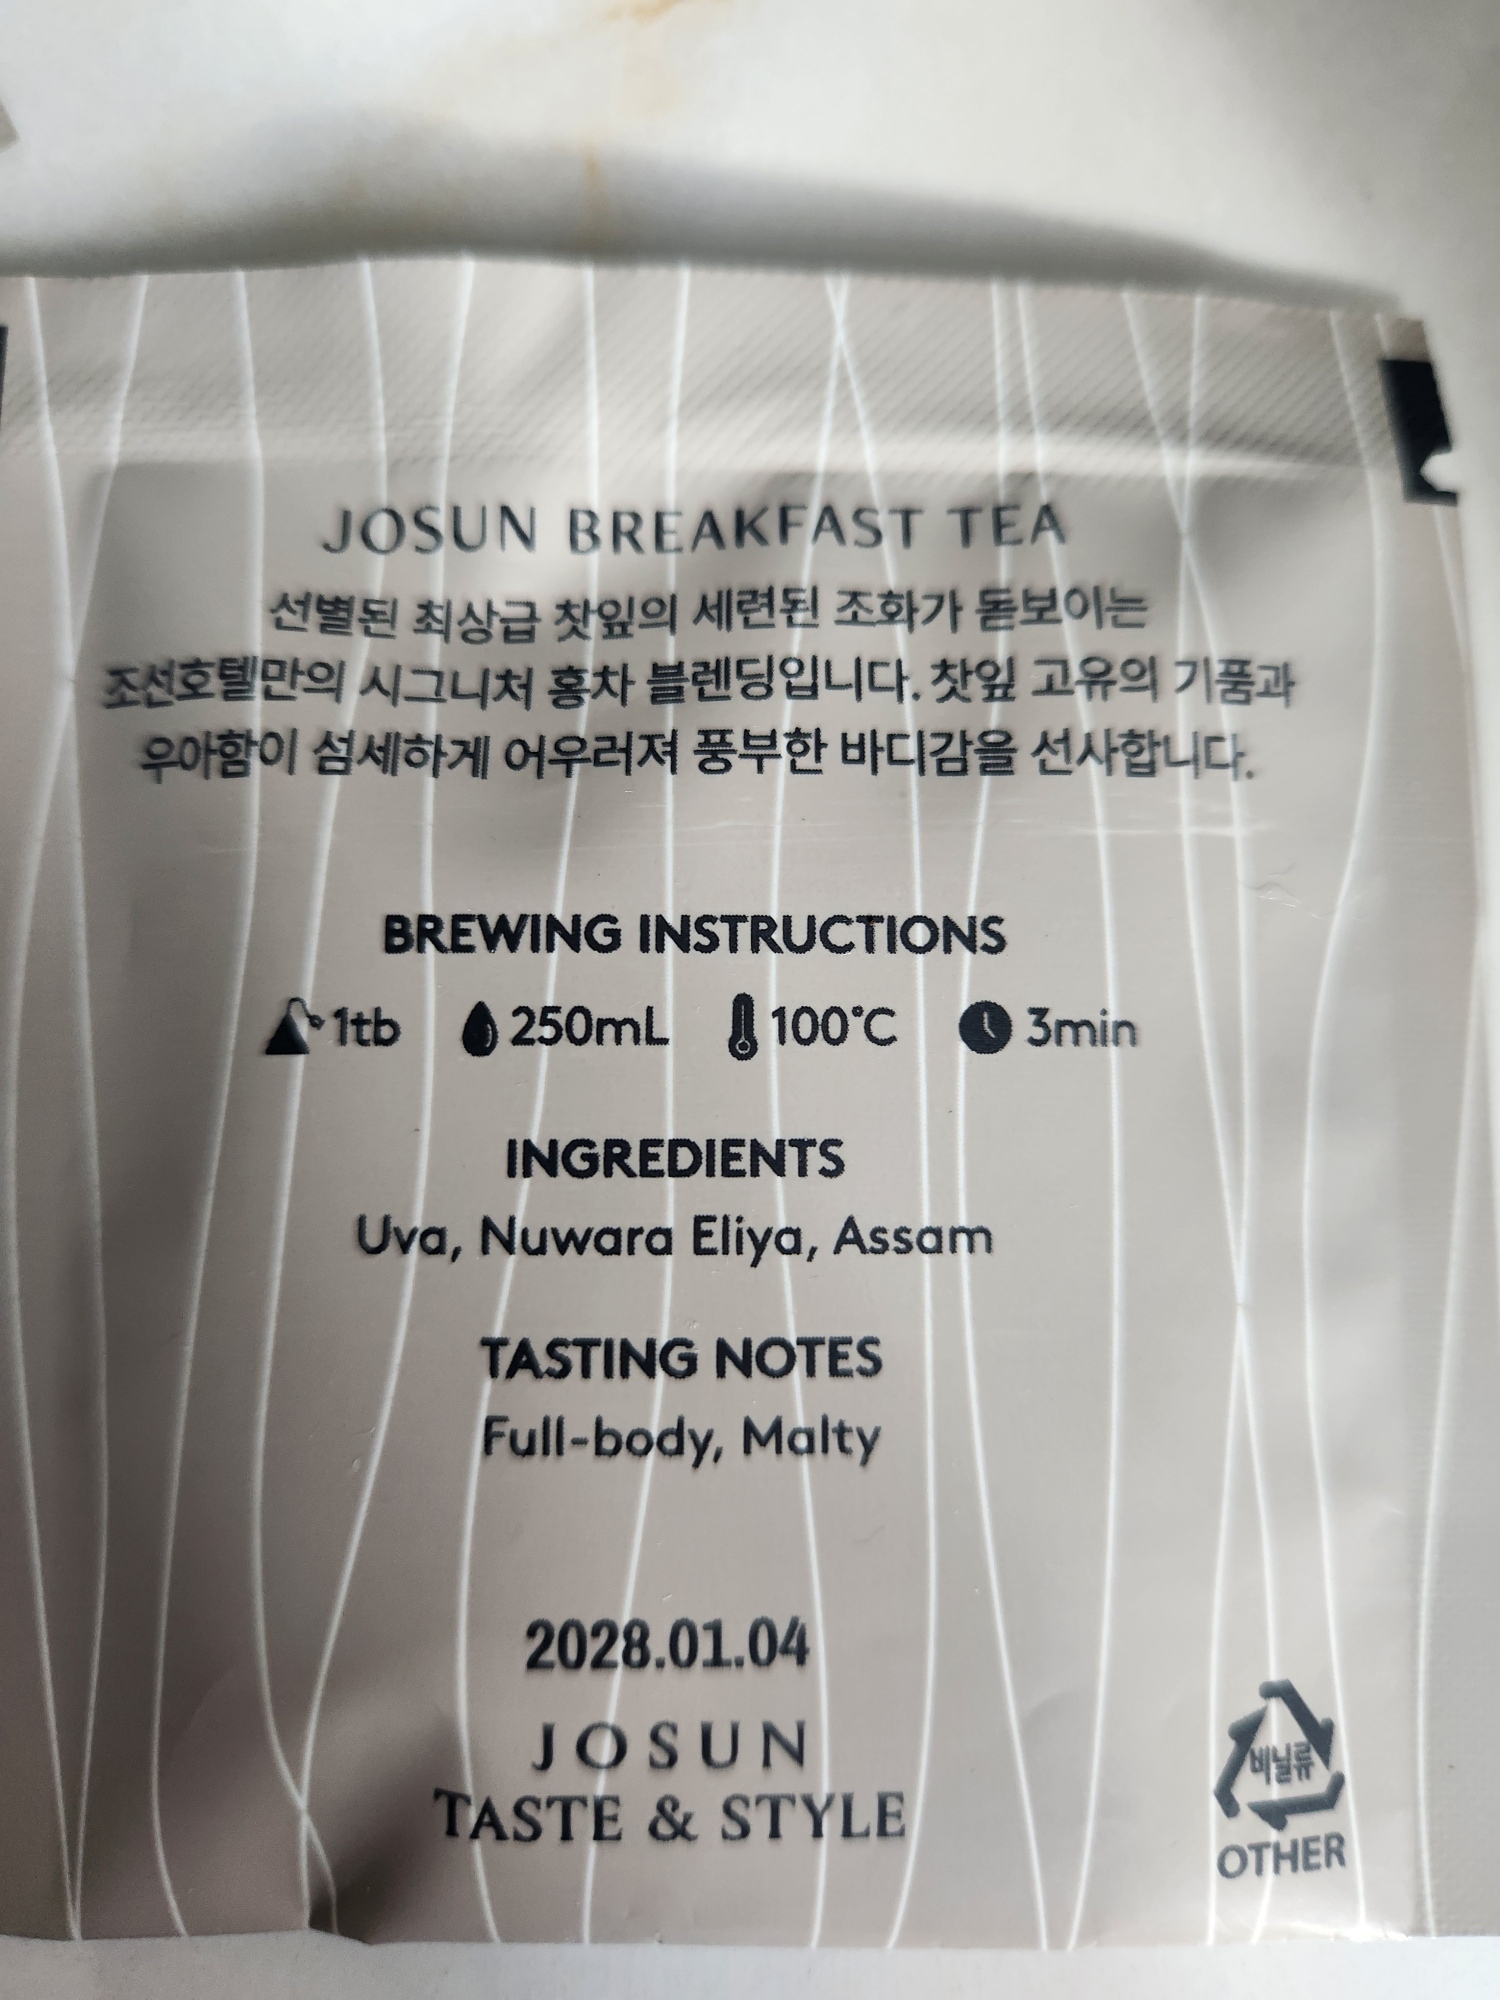 JOSUN BREAKFAST TEA
선별된 최상급 찻잎의 세련된 조화가 돋보이는
조선호텔만의 시그니처 홍차 블렌딩입니다. 찻잎 고유의 기품과
우아함이 섬세하게 어우러져 풍부한 바디감을 선사합니다.
BREWING INSTRUCTIONS
1tb 250mL 100°C 3min
INGREDIENTS
Uva, Nuwara Eliya, Assam
TASTING NOTES
Full-body, Malty
2028.01.04
JOSUN
TASTE & STYLE
비닐류
OTHER